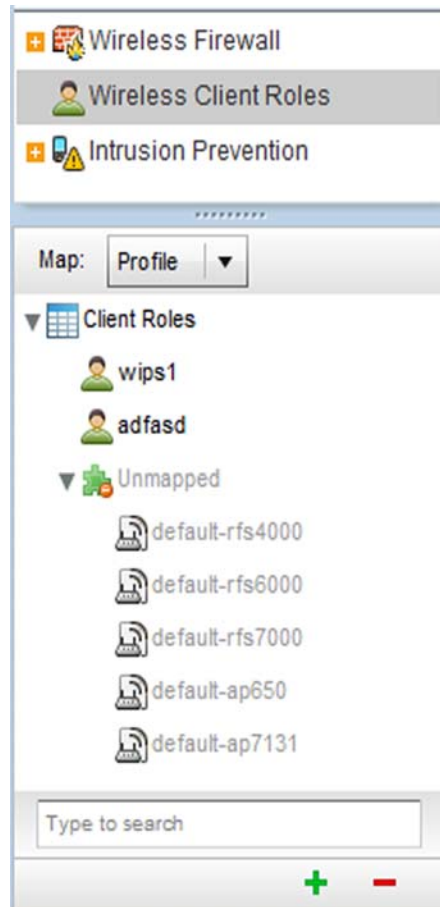 Wireless Firewall
Wireless Client Roles
Intrusion Prevention
Map: Profile
Client Roles
wips1
adfasd
Unmapped
default-rfs4000
default-rfs6000
default-rfs7000
default-ap650
default-ap7131
Type to search